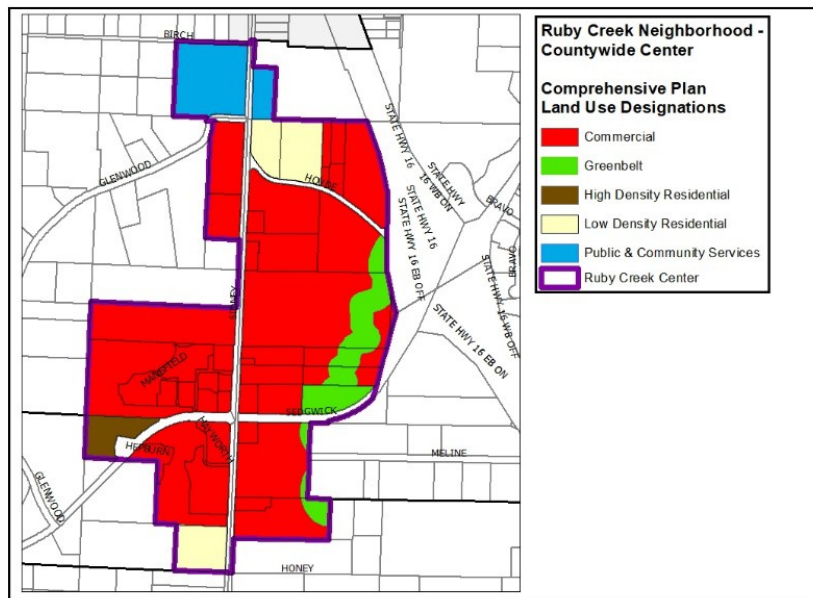 BIRCH
GLENWOOD
HOVDE
STATE HWY 16
STATE HWY
16 WB ON
STATE HWY 16
STATE HWY 16 EB OFF
BRAVO
BRAVO
STATE HWY 16 WB OFF
STATE HWY 16 EB ON
SIDNEY
MANSFIELD
SEDGWICK
HAYWORTH
HEPBURN
MELINE
GLENWOOD
HONEY
Ruby Creek Neighborhood -
Countywide Center
Comprehensive Plan
Land Use Designations
Commercial
Greenbelt
High Density Residential
Low Density Residential
Public & Community Services
Ruby Creek Center